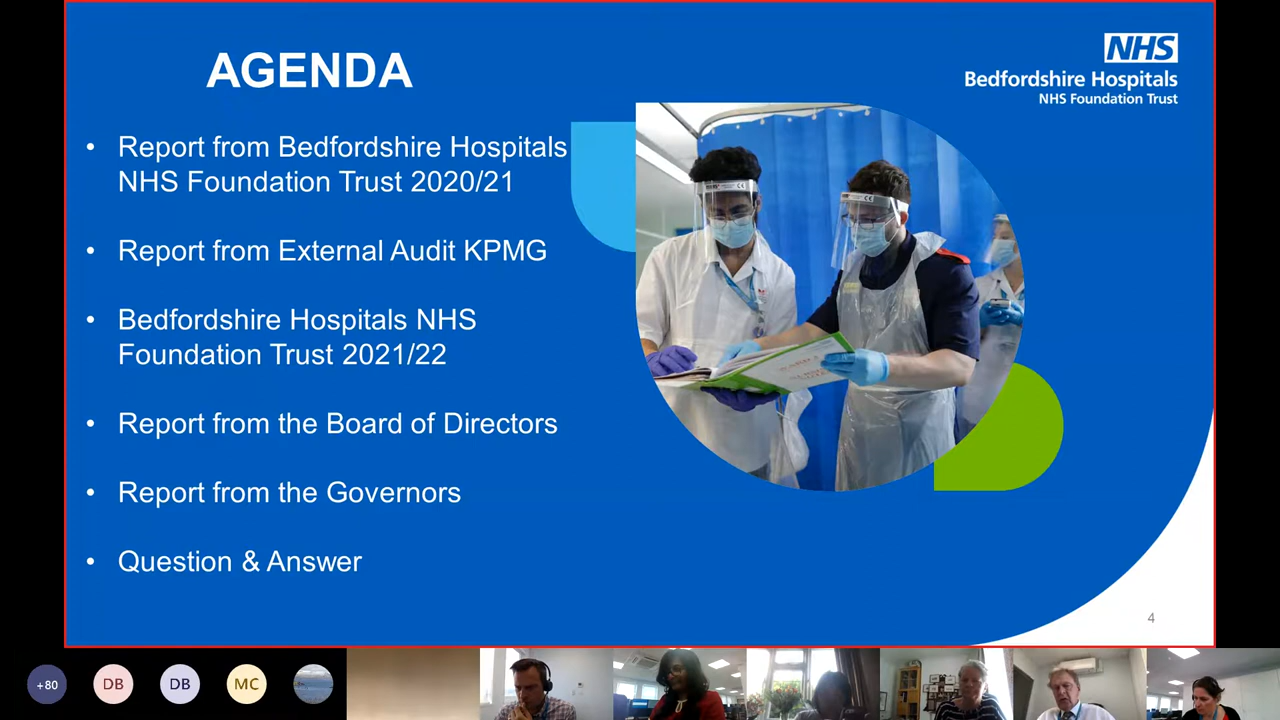 AGENDA
NHS
Bedfordshire Hospitals
NHS Foundation Trust
• Report from Bedfordshire Hospitals
NHS Foundation Trust 2020/21
• Report from External Audit KPMG
• Bedfordshire Hospitals NHS
Foundation Trust 2021/22
• Report from the Board of Directors
• Report from the Governors
• Question & Answer
4
+80
DB
DB
MC